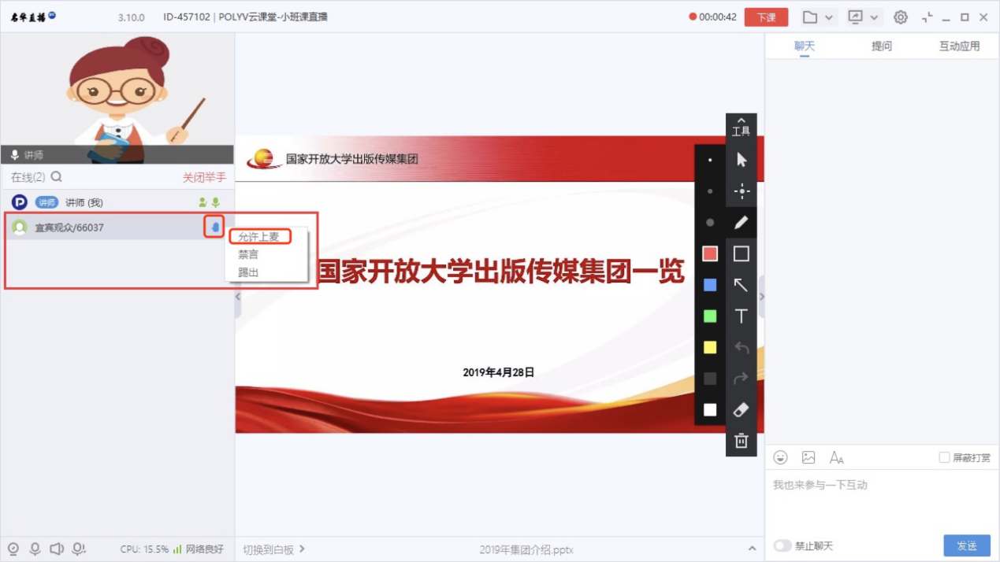 名华直播
3.10.0 ID-457102 | POLYV云课堂-小班课直播
00:00:42
下课
讲师
在线(2)
关闭举手
讲师 讲师 (我)
宜宾观众/66037
允许上麦
禁言
踢出
国家开放大学出版传媒集团
国家开放大学出版传媒集团一览
2019年4月28日
工具
聊天 提问 互动应用
屏蔽打赏
我也来参与一下互动
禁止聊天
发送
CPU: 15.5% 网络良好
切换到白板
2019年集团介绍.pptx